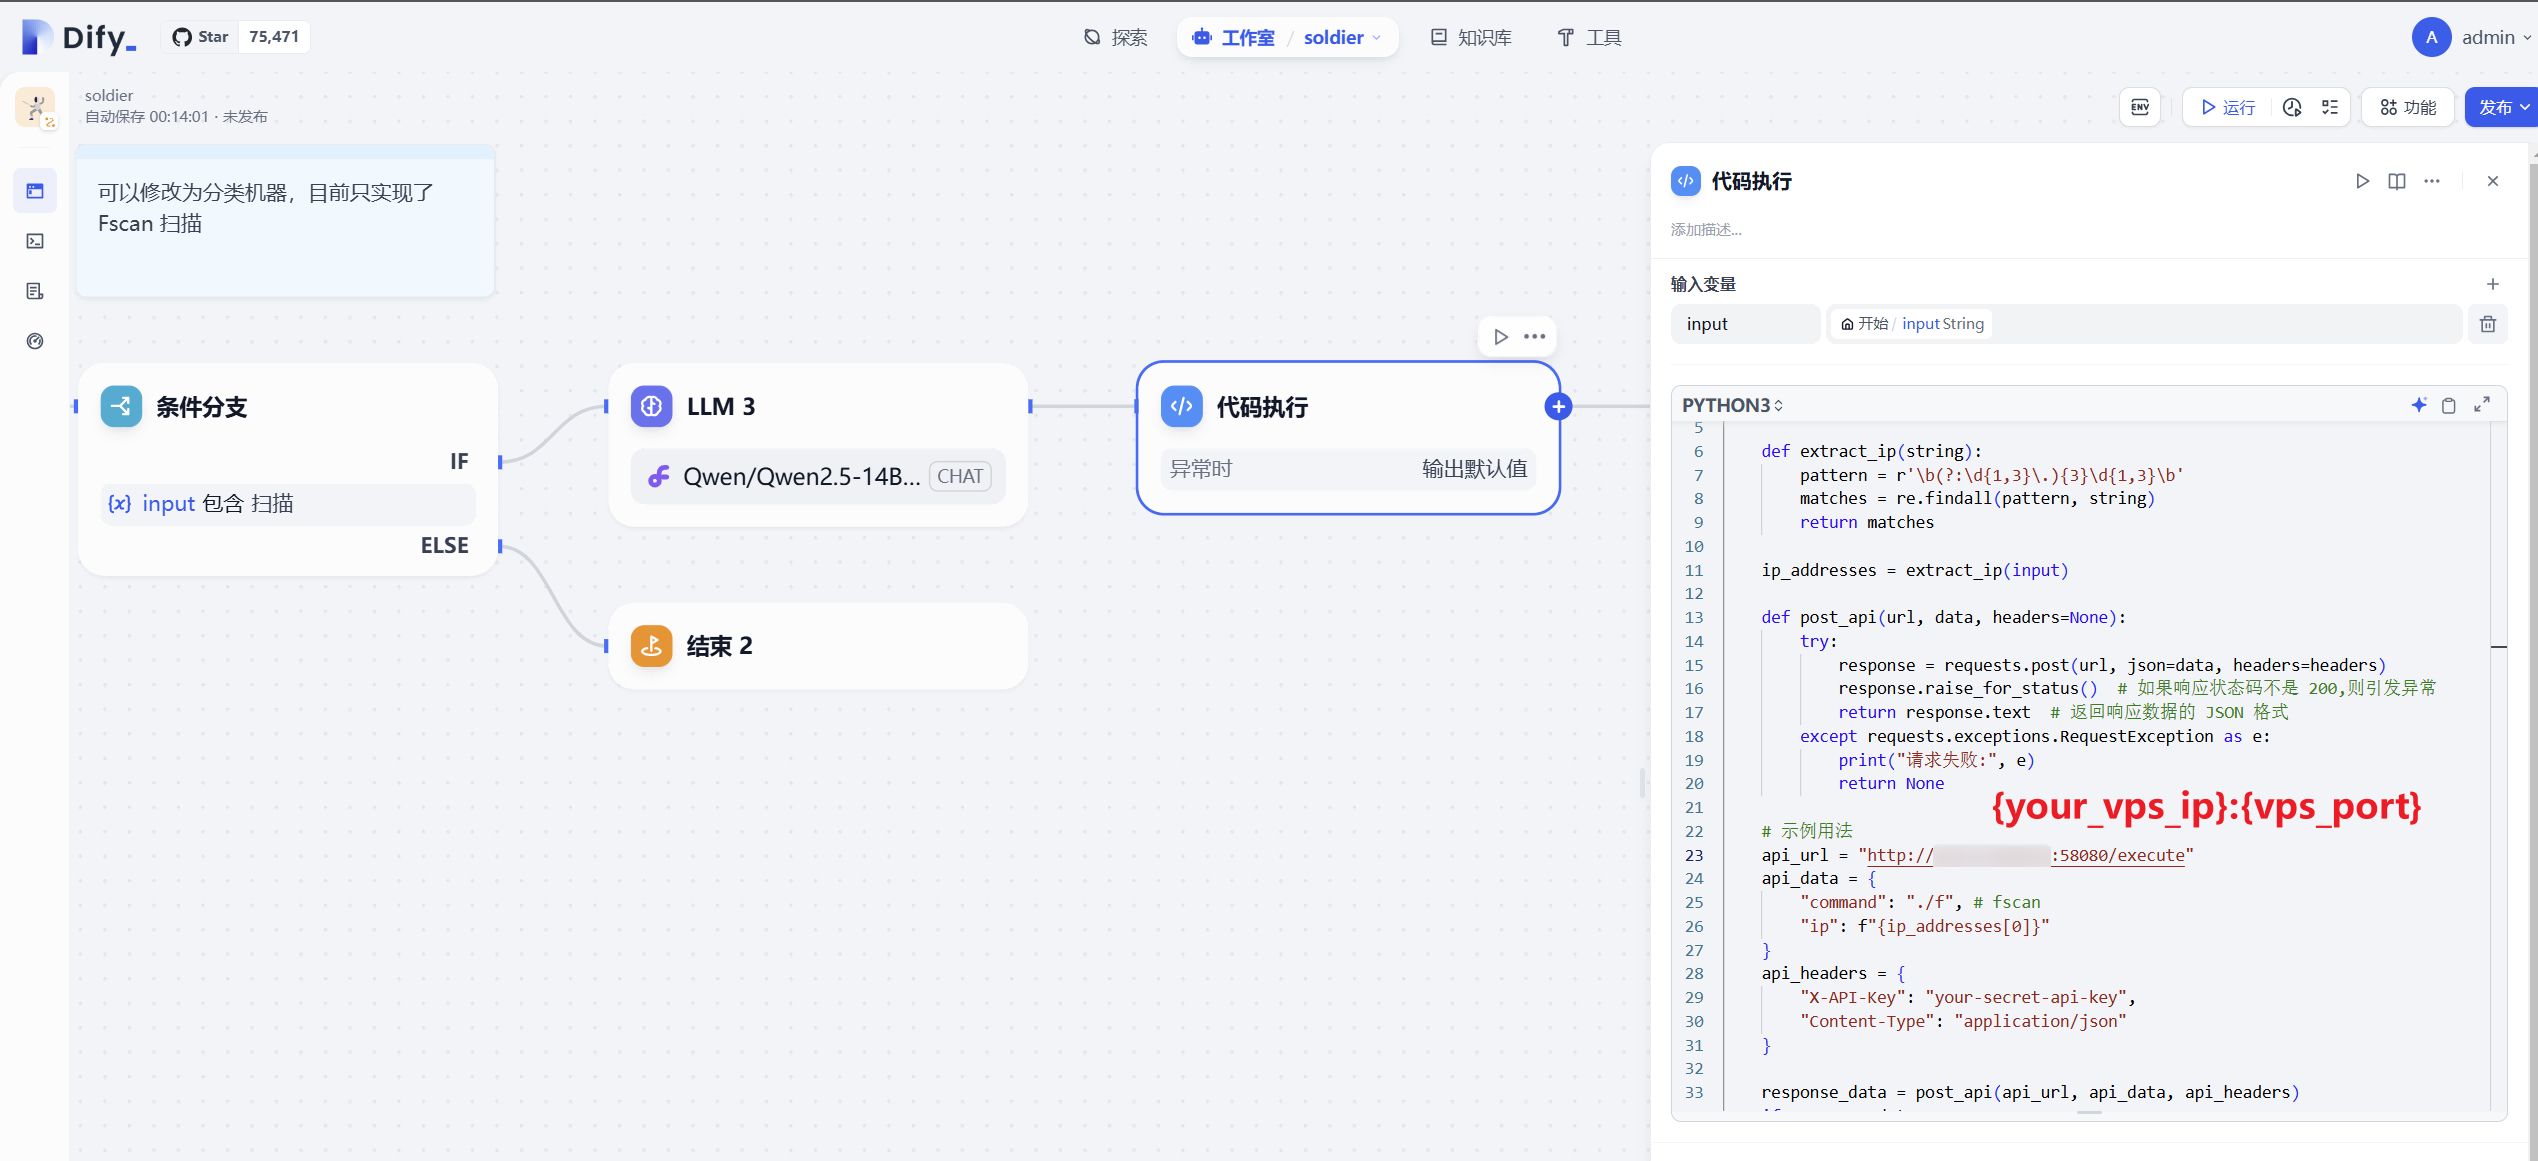 Dify_
Star 75,471
探索
工作室 / soldier
知识库
工具
A admin
soldier
自动保存 00:14:01 · 未发布
ENV
运行
功能
发布
可以修改为分类机器，目前只实现了
Fscan 扫描
条件分支
IF
{x} input 包含 扫描
ELSE
LLM 3
Qwen/Qwen2.5-14B... CHAT
结束 2
代码执行
异常时 输出默认值
代码执行
添加描述...
输入变量
input 开始 / input String
PYTHON3
5
6 def extract_ip(string):
7 pattern = r'\b(?:\d{1,3}\.){3}\d{1,3}\b'
8 matches = re.findall(pattern, string)
9 return matches
10
11 ip_addresses = extract_ip(input)
12
13 def post_api(url, data, headers=None):
14 try:
15 response = requests.post(url, json=data, headers=headers)
16 response.raise_for_status() # 如果响应状态码不是 200,则引发异常
17 return response.text # 返回响应数据的 JSON 格式
18 except requests.exceptions.RequestException as e:
19 print("请求失败:", e)
20 return None
{your_vps_ip}:{vps_port}
21
22 # 示例用法
23 api_url = "http:// :58080/execute"
24 api_data = {
25 "command": "./f", # fscan
26 "ip": f"{ip_addresses[0]}"
27 }
28 api_headers = {
29 "X-API-Key": "your-secret-api-key",
30 "Content-Type": "application/json"
31 }
32
33 response_data = post_api(api_url, api_data, api_headers)